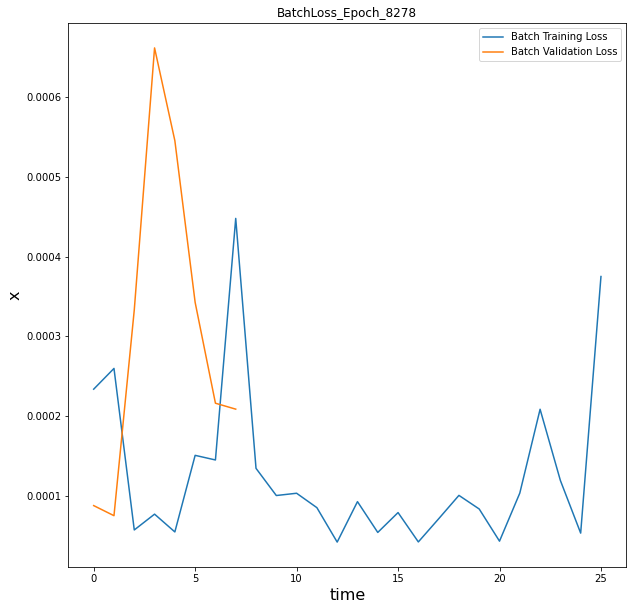 BatchLoss_Epoch_8278
Batch Training Loss
Batch Validation Loss
0.0006
0.0005
0.0004
0.0003
0.0002
0.0001
x
0 5 10 15 20 25
time